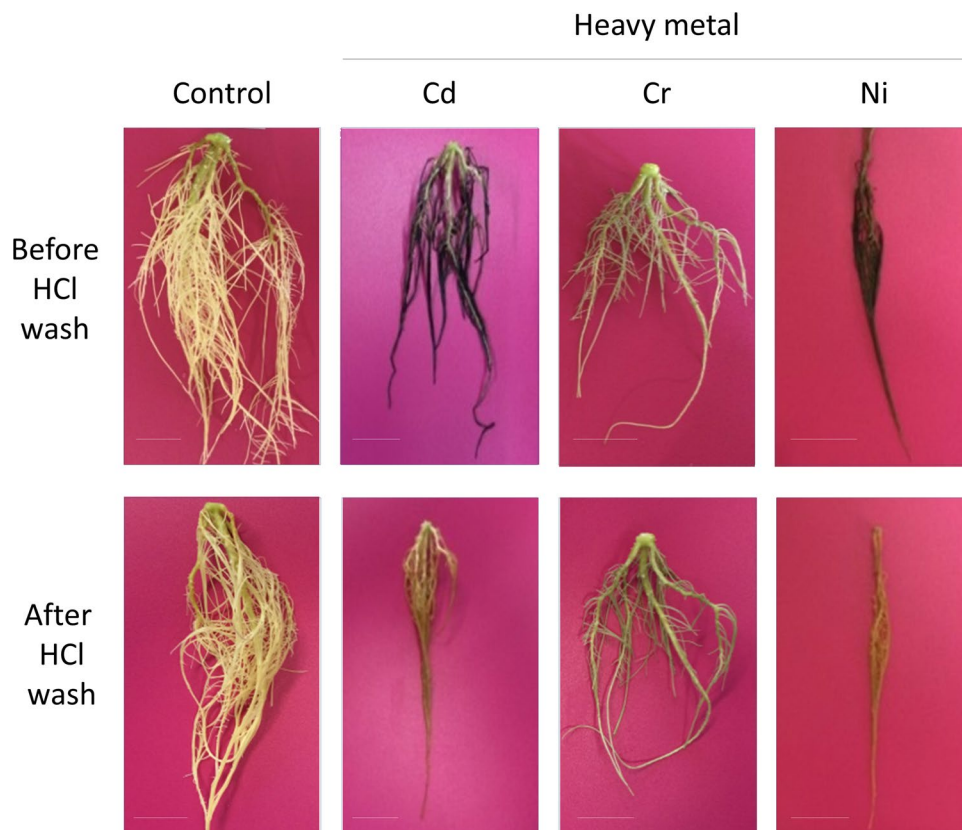 Heavy metal
Control
Cd
Cr
Ni
Before
HCl
wash
After
HCl
wash